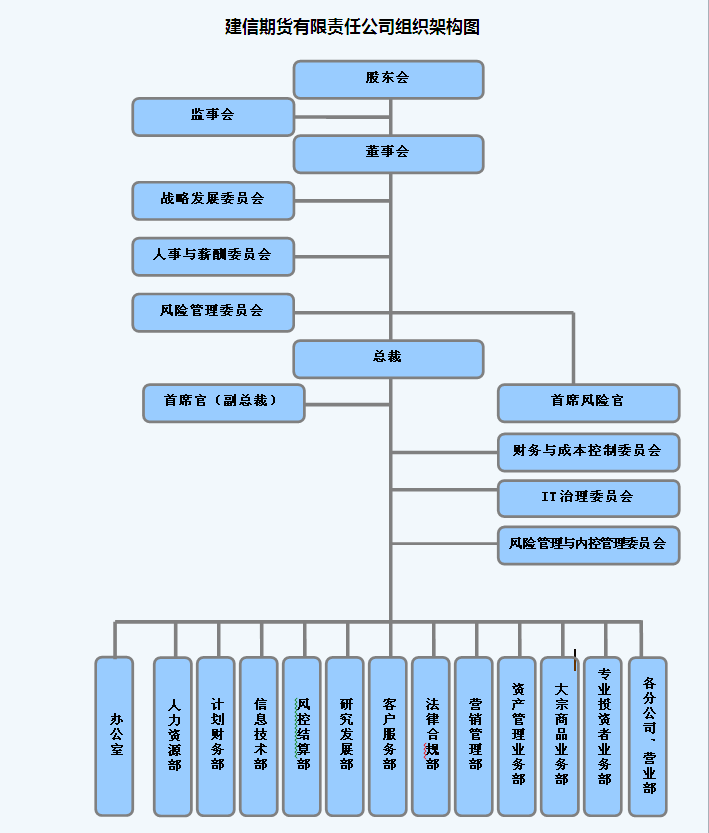 建信期货有限责任公司组织架构图
股东会
监事会
董事会
战略发展委员会
人事与薪酬委员会
风险管理委员会
总裁
首席官（副总裁）
首席风险官
财务与成本控制委员会
IT治理委员会
风险管理与内控管理委员会
办公室
人力资源部
计划财务部
信息技术部
风控结算部
研究发展部
客户服务部
法律合规部
营销管理部
资产管理业务部
大宗商品业务部
专业投资者业务部
各分公司、营业部